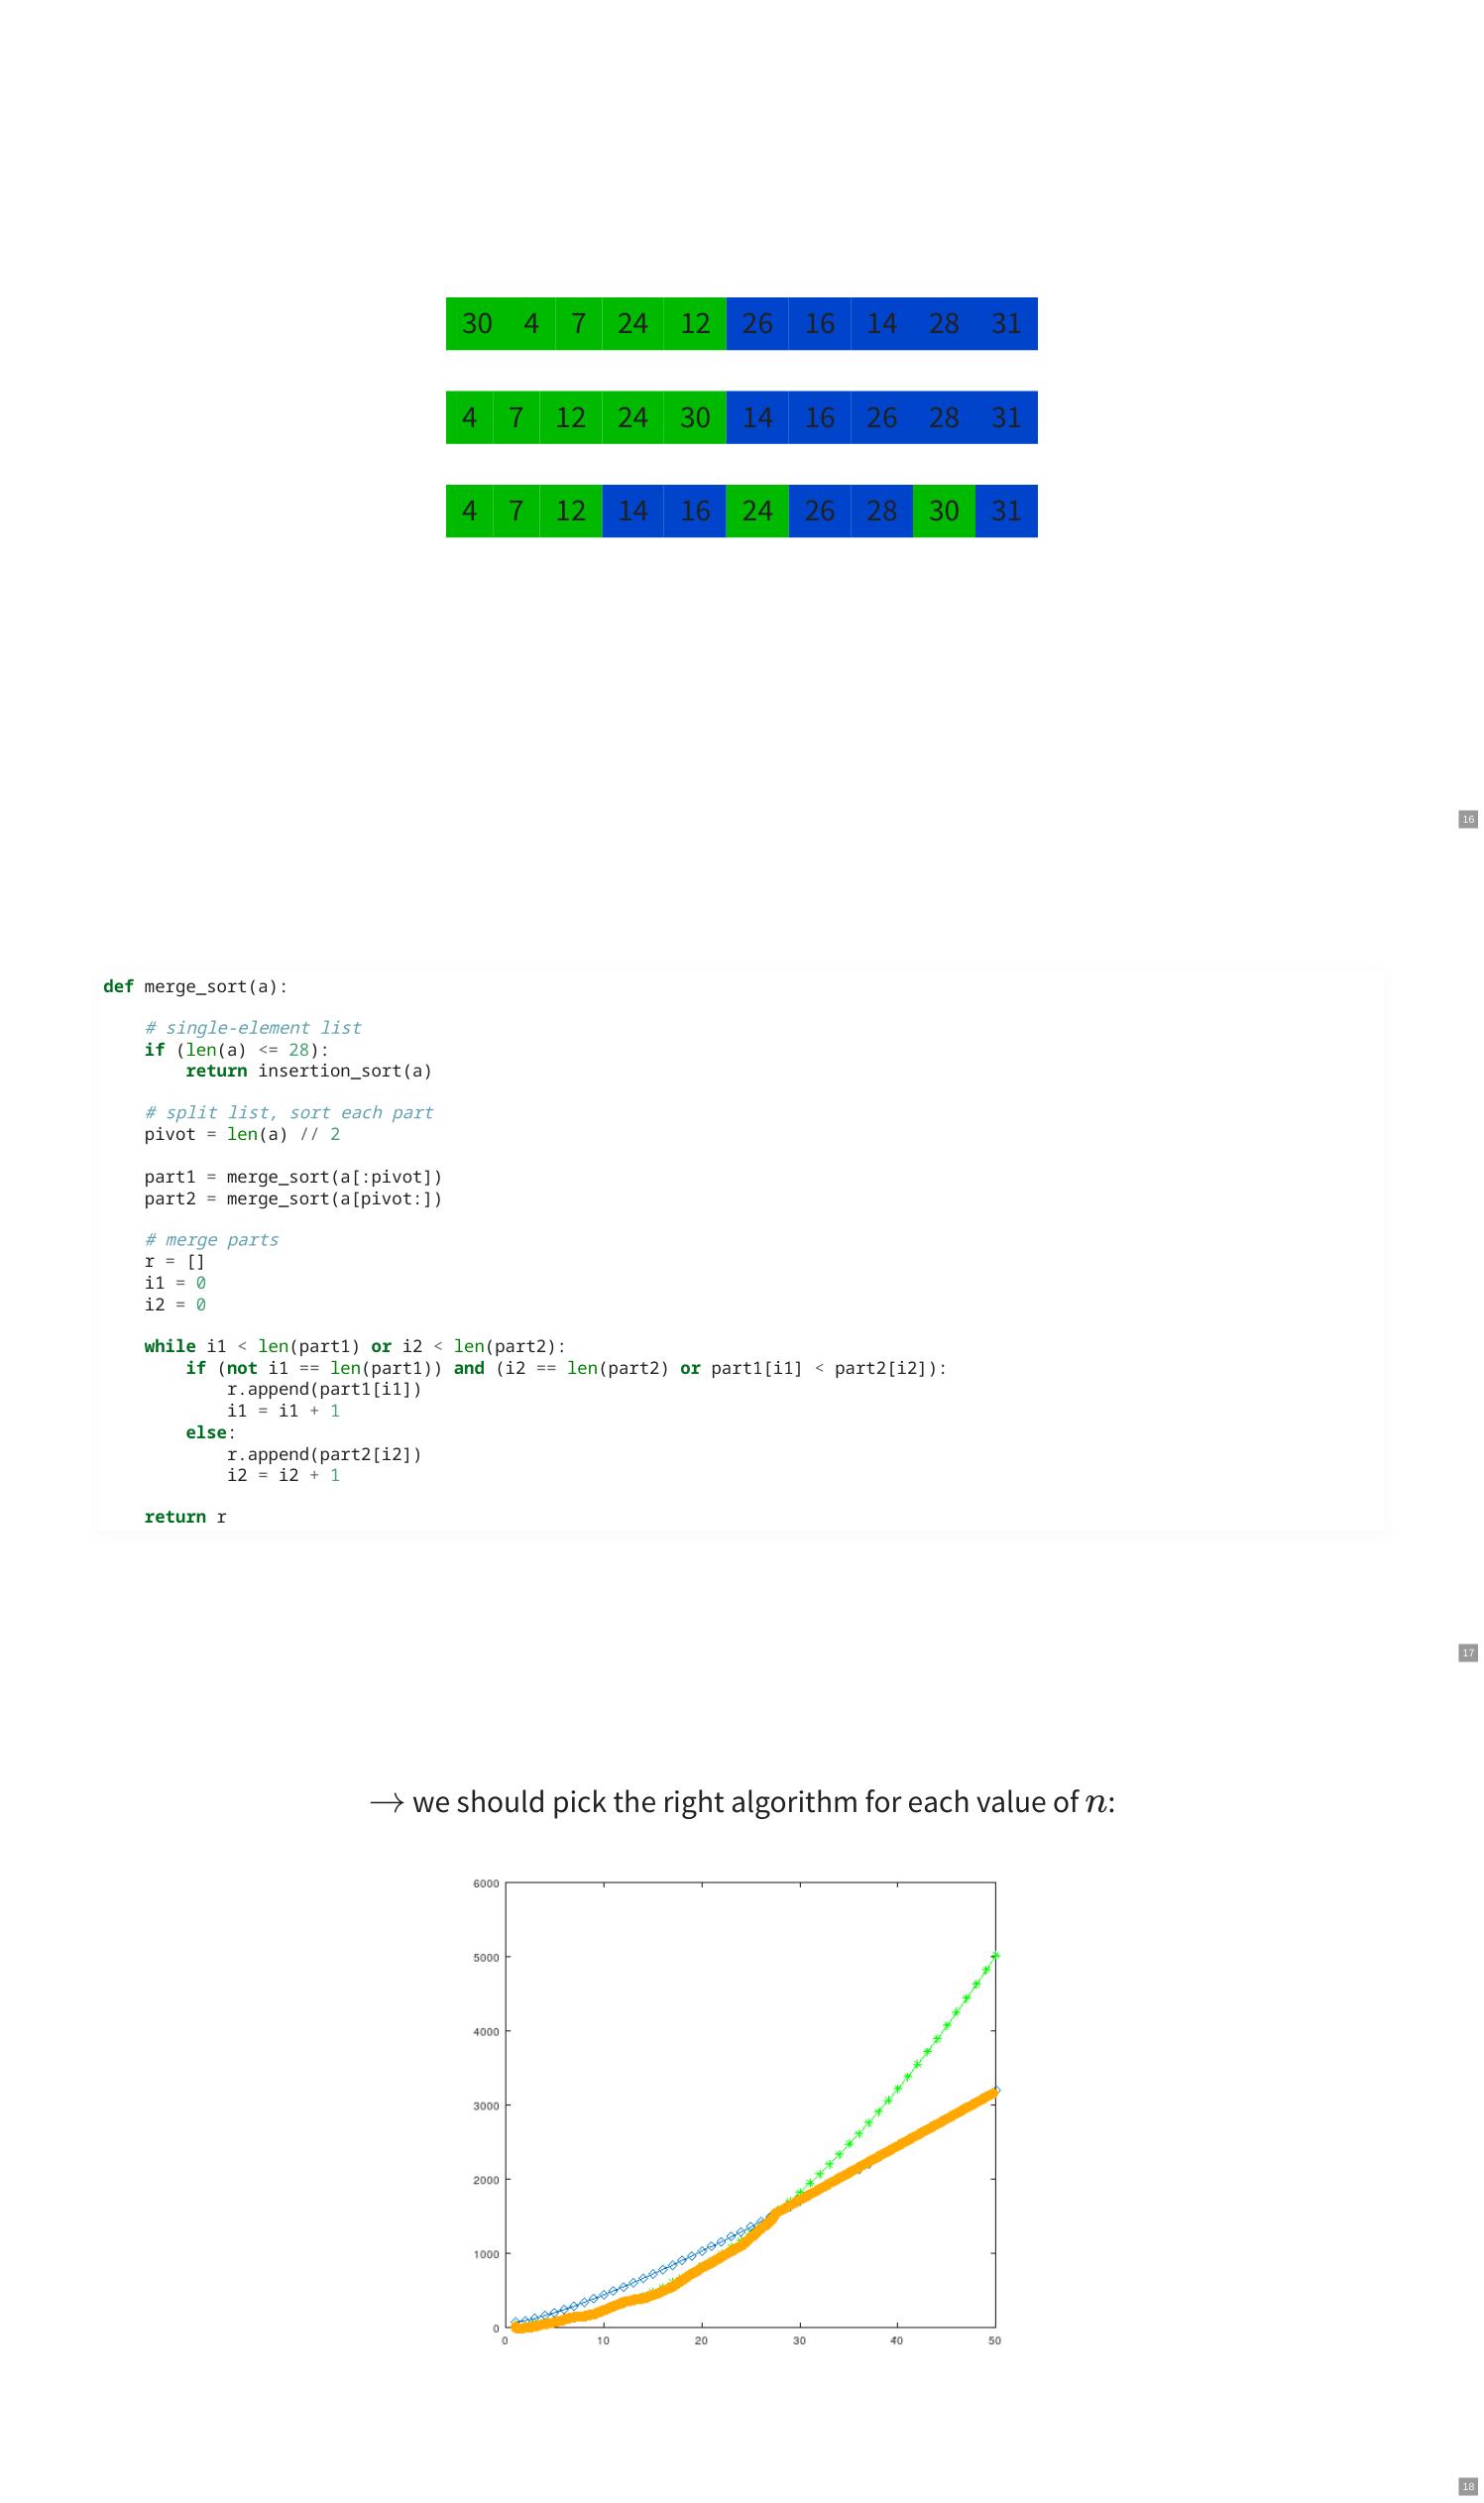 30 4 7 24 12 26 16 14 28 31
4 7 12 24 30 14 16 26 28 31
4 7 12 14 16 24 26 28 30 31
16
def merge_sort(a):
# single-element list
if (len(a) <= 28):
return insertion_sort(a)
# split list, sort each part
pivot = len(a) // 2
part1 = merge_sort(a[:pivot])
part2 = merge_sort(a[pivot:])
# merge parts
r = []
i1 = 0
i2 = 0
while i1 < len(part1) or i2 < len(part2):
if (not i1 == len(part1)) and (i2 == len(part2) or part1[i1] < part2[i2]):
r.append(part1[i1])
i1 = i1 + 1
else:
r.append(part2[i2])
i2 = i2 + 1
return r
17
→ we should pick the right algorithm for each value of n:
6000
5000
4000
3000
2000
1000
0
0 10 20 30 40 50
18